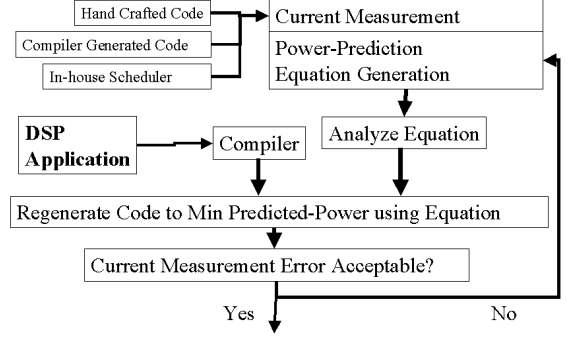 Hand Crafted Code
Current Measurement
Compiler Generated Code
Power-Prediction
Equation Generation
In-house Scheduler
DSP
Application
Compiler
Analyze Equation
Regenerate Code to Min Predicted-Power using Equation
Current Measurement Error Acceptable?
Yes
No